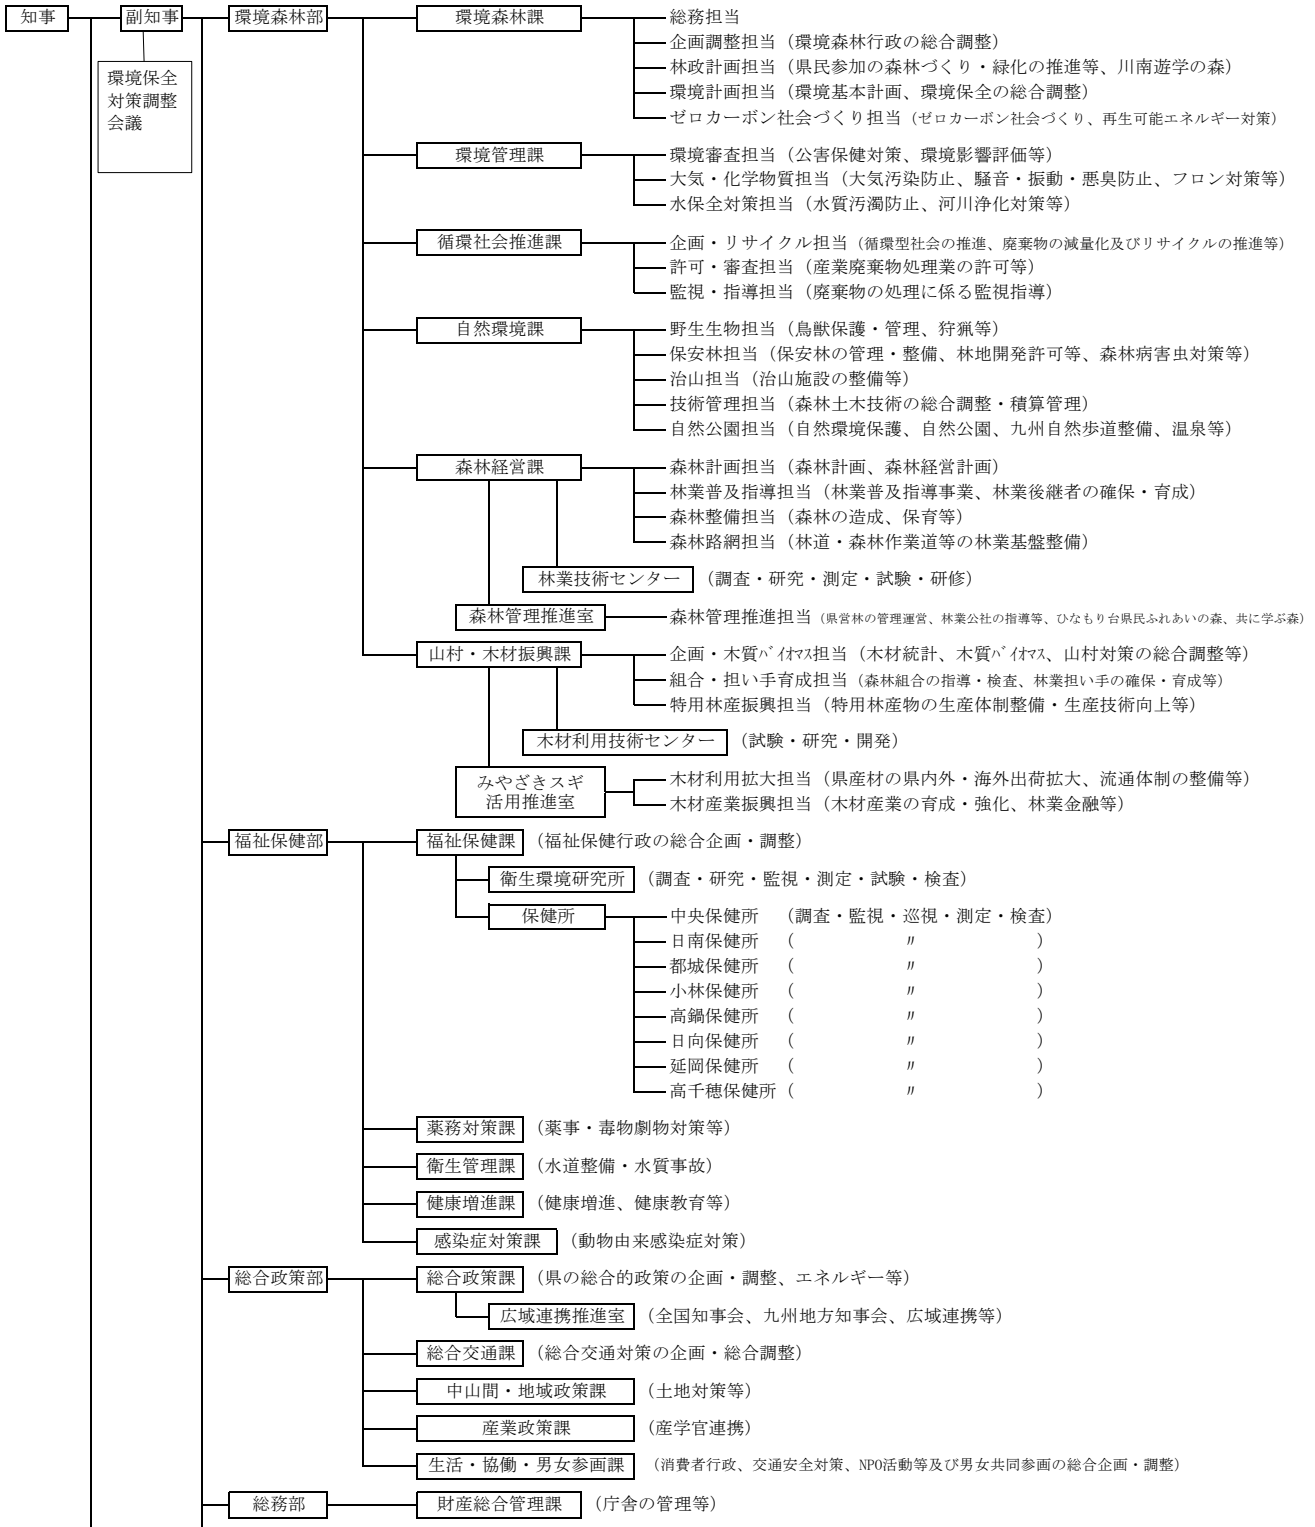 知事 副知事 環境森林部 環境森林課 総務担当
企画調整担当（環境森林行政の総合調整）
林政計画担当（県民参加の森林づくり・緑化の推進等、川南遊学の森）
環境計画担当（環境基本計画、環境保全の総合調整）
ゼロカーボン社会づくり担当（ゼロカーボン社会づくり、再生可能エネルギー対策）
環境保全
対策調整
会議
環境管理課 環境審査担当（公害保健対策、環境影響評価等）
大気・化学物質担当（大気汚染防止、騒音・振動・悪臭防止、フロン対策等）
水保全対策担当（水質汚濁防止、河川浄化対策等）
循環社会推進課 企画・リサイクル担当（循環型社会の推進、廃棄物の減量化及びリサイクルの推進等）
許可・審査担当（産業廃棄物処理業の許可等）
監視・指導担当（廃棄物の処理に係る監視指導）
自然環境課 野生生物担当（鳥獣保護・管理、狩猟等）
保安林担当（保安林の管理・整備、林地開発許可等、森林病害虫対策等）
治山担当（治山施設の整備等）
技術管理担当（森林土木技術の総合調整・積算管理）
自然公園担当（自然環境保護、自然公園、九州自然歩道整備、温泉等）
森林経営課 森林計画担当（森林計画、森林経営計画）
林業普及指導担当（林業普及指導事業、林業後継者の確保・育成）
森林整備担当（森林の造成、保育等）
森林路網担当（林道・森林作業道等の林業基盤整備）
林業技術センター （調査・研究・測定・試験・研修）
森林管理推進室 森林管理推進担当（県営林の管理運営、林業公社の指導等、ひなもり台県民ふれあいの森、共に学ぶ森）
山村・木材振興課 企画・木質ﾊﾞｲｵﾏｽ担当（木材統計、木質ﾊﾞｲｵﾏｽ、山村対策の総合調整等）
組合・担い手育成担当（森林組合の指導・検査、林業担い手の確保・育成等）
特用林産振興担当（特用林産物の生産体制整備・生産技術向上等）
木材利用技術センター （試験・研究・開発）
みやざきスギ
活用推進室
木材利用拡大担当（県産材の県内外・海外出荷拡大、流通体制の整備等）
木材産業振興担当（木材産業の育成・強化、林業金融等）
福祉保健部 福祉保健課 （福祉保健行政の総合企画・調整）
衛生環境研究所 （調査・研究・監視・測定・試験・検査）
保健所 中央保健所 （調査・監視・巡視・測定・検査）
日南保健所 （ 〃 ）
都城保健所 （ 〃 ）
小林保健所 （ 〃 ）
高鍋保健所 （ 〃 ）
日向保健所 （ 〃 ）
延岡保健所 （ 〃 ）
高千穂保健所（ 〃 ）
薬務対策課 （薬事・毒物劇物対策等）
衛生管理課 （水道整備・水質事故）
健康増進課 （健康増進、健康教育等）
感染症対策課 （動物由来感染症対策）
総合政策部 総合政策課 （県の総合的政策の企画・調整、エネルギー等）
広域連携推進室 （全国知事会、九州地方知事会、広域連携等）
総合交通課 （総合交通対策の企画・総合調整）
中山間・地域政策課 （土地対策等）
産業政策課 （産学官連携）
生活・協働・男女参画課 （消費者行政、交通安全対策、NPO活動等及び男女共同参画の総合企画・調整）
総務部 財産総合管理課 （庁舎の管理等）